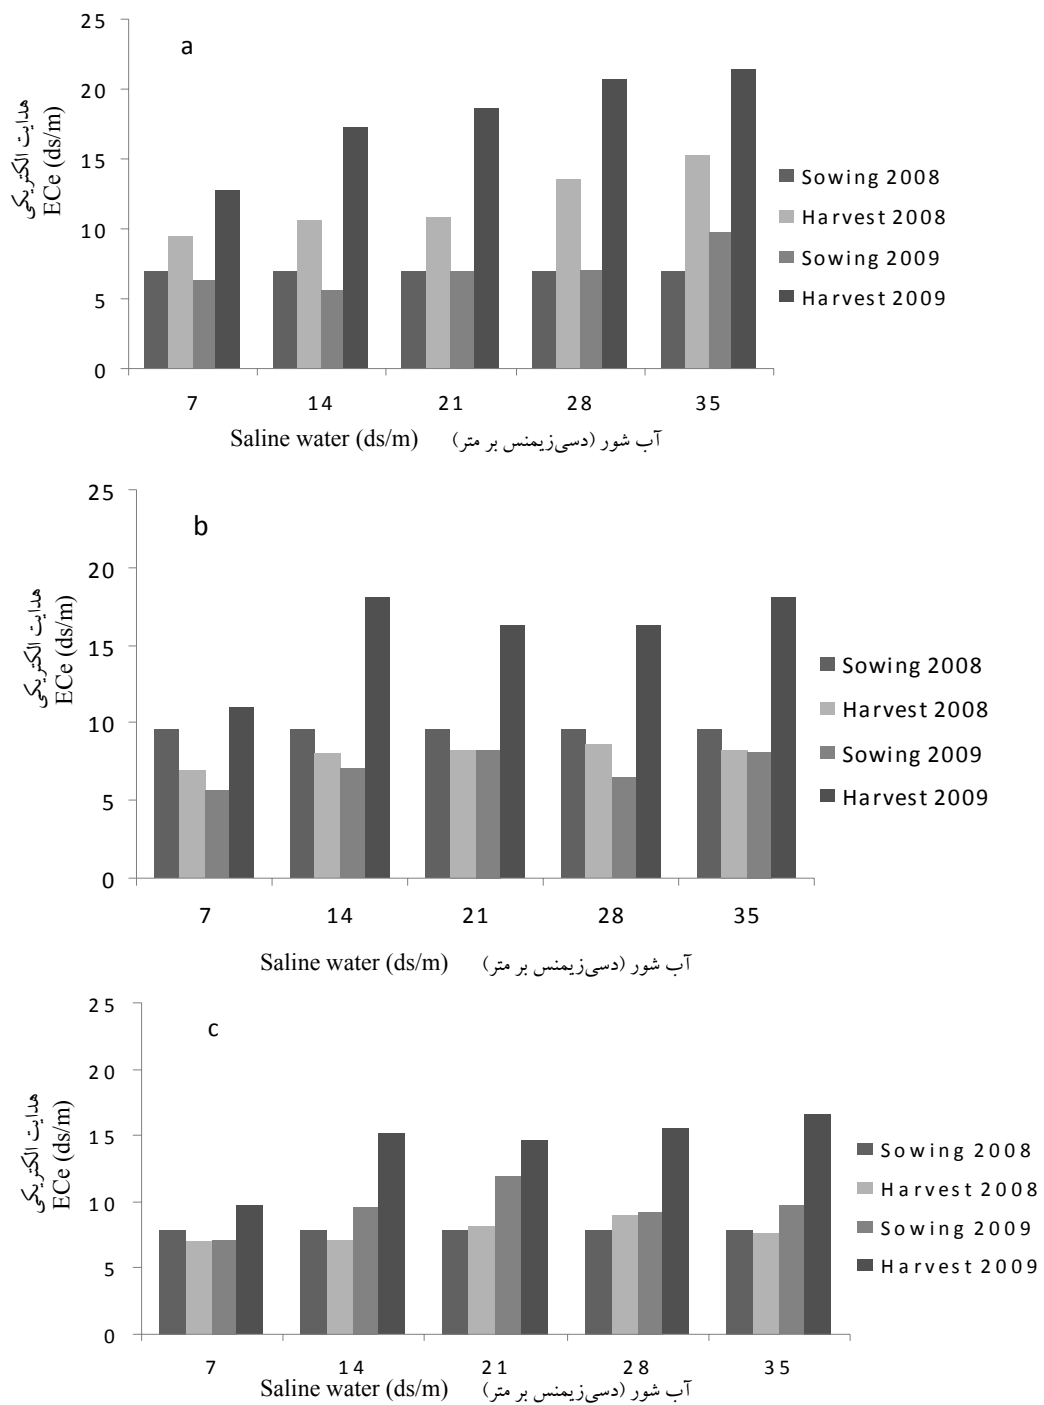 a
25
20
15
10
5
0
هدایت الکتریکی
ECe (ds/m)
7 14 21 28 35
Saline water (ds/m) آب شور (دسی‌زیمنس بر متر)
Sowing 2008
Harvest 2008
Sowing 2009
Harvest 2009
b
25
20
15
10
5
0
هدایت الکتریکی
ECe (ds/m)
7 14 21 28 35
Saline water (ds/m) آب شور (دسی‌زیمنس بر متر)
Sowing 2008
Harvest 2008
Sowing 2009
Harvest 2009
c
25
20
15
10
5
0
هدایت الکتریکی
ECe (ds/m)
7 14 21 28 35
Saline water (ds/m) آب شور (دسی‌زیمنس بر متر)
Sowing 2008
Harvest 2008
Sowing 2009
Harvest 2009